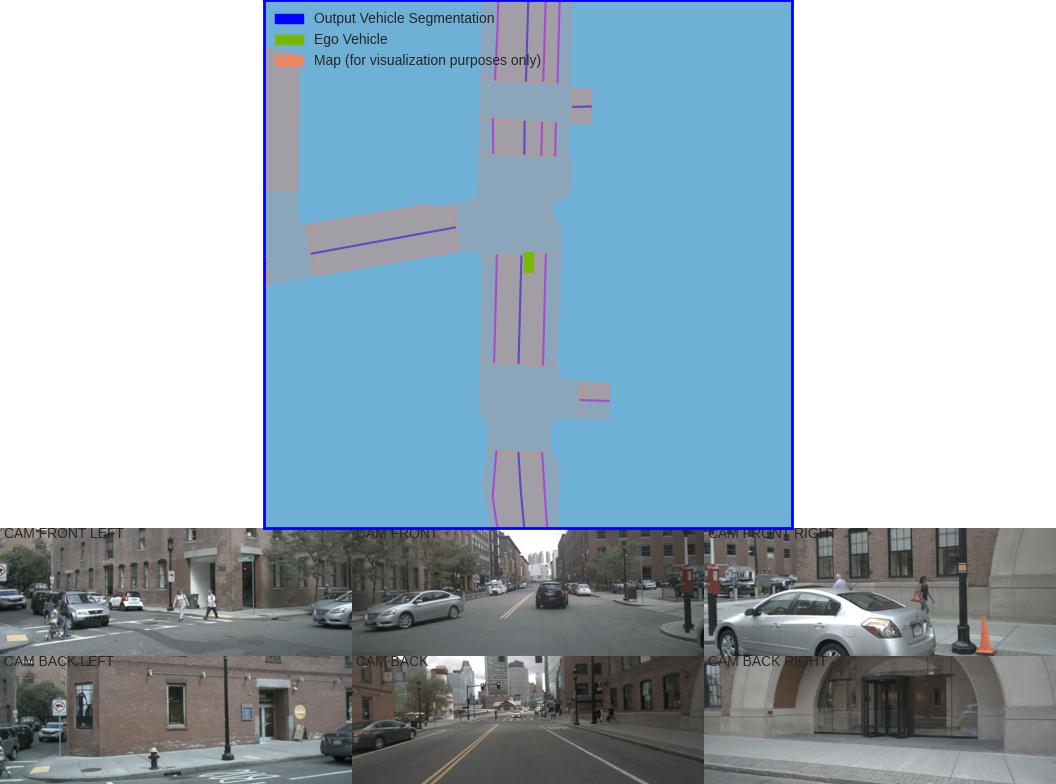 Output Vehicle Segmentation
Ego Vehicle
Map (for visualization purposes only)
CAM FRONT LEFT
CAM FRONT
CAM FRONT RIGHT
CAM BACK LEFT
CAM BACK
CAM BACK RIGHT